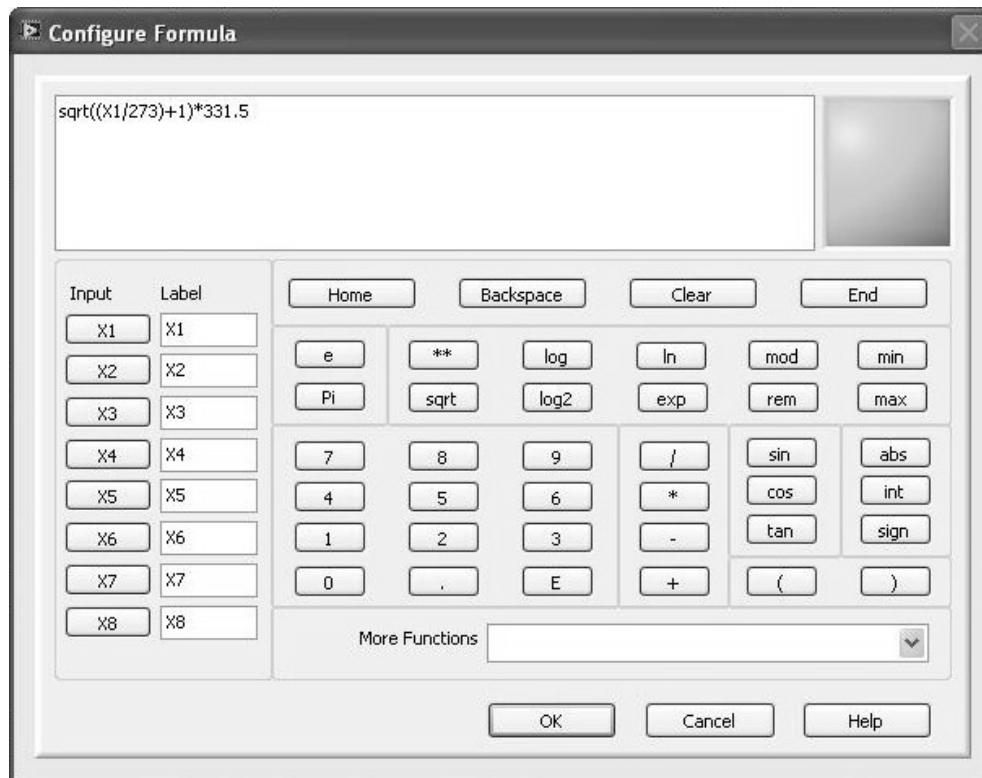 Configure Formula
sqrt((X1/273)+1)*331.5
Input Label
X1 X1
X2 X2
X3 X3
X4 X4
X5 X5
X6 X6
X7 X7
X8 X8
Home Backspace Clear End
e ** log ln mod min
Pi sqrt log2 exp rem max
7 8 9 / sin abs
4 5 6 * cos int
1 2 3 - tan sign
0 . E + ( )
More Functions
OK Cancel Help